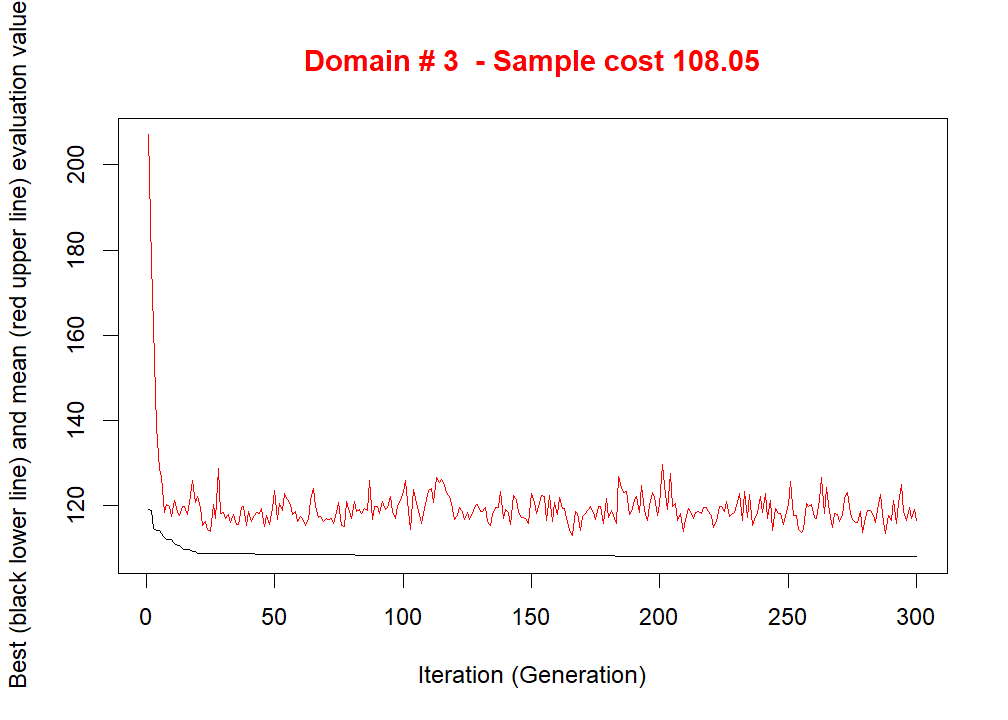 Domain # 3  - Sample cost 108.05
Best (black lower line) and mean (red upper line) evaluation value
200
180
160
140
120
0 50 100 150 200 250 300
Iteration (Generation)